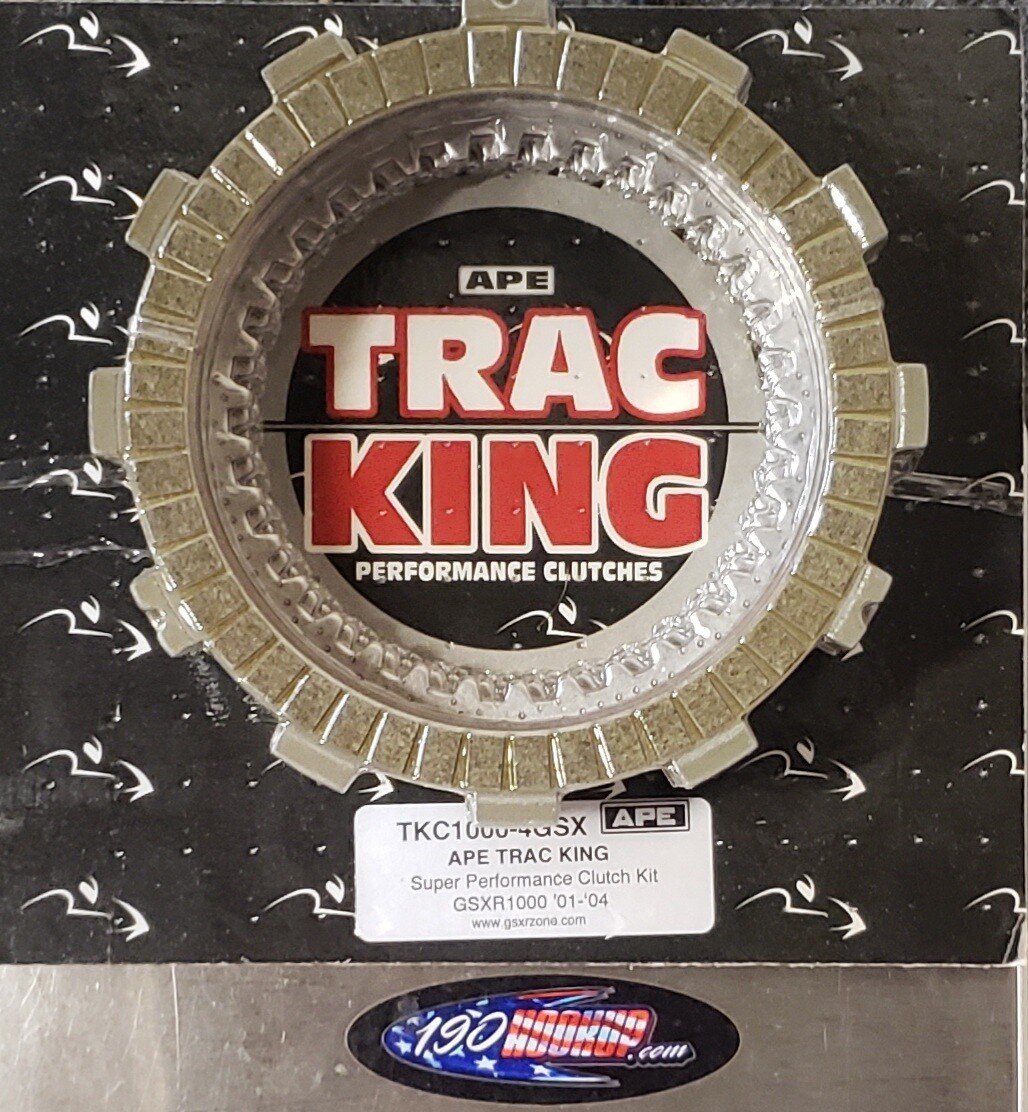 APE
TRAC
KING
PERFORMANCE CLUTCHES
TKC1000-4GSX APE
APE TRAC KING
Super Performance Clutch Kit
GSXR1000 '01-'04
www.gsxrzone.com
190HOOKUP.com